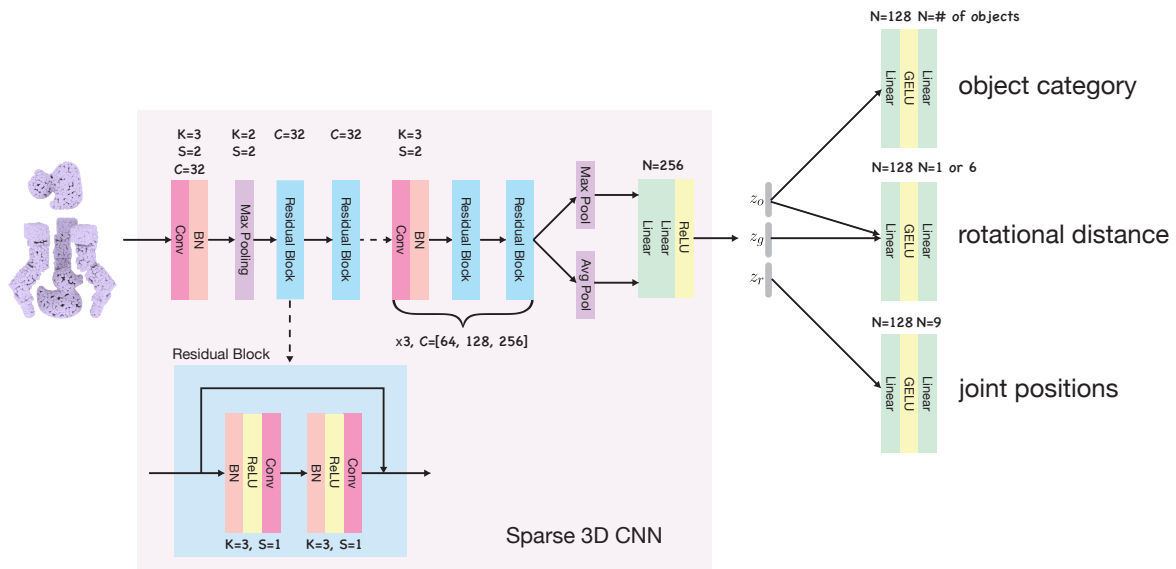 N=128 N=# of objects
Linear
GELU
Linear
object category
K=3
S=2
C=32
K=2
S=2
C=32
C=32
K=3
S=2
Conv
BN
Max Pooling
Residual Block
Residual Block
Conv
BN
Residual Block
Residual Block
Max Pool
Avg Pool
N=256
Linear
Linear
ReLU
z_o
z_g
z_r
N=128 N=1 or 6
Linear
GELU
Linear
rotational distance
x3, C=[64, 128, 256]
N=128 N=9
Linear
GELU
Linear
joint positions
Residual Block
BN
ReLU
Conv
BN
ReLU
Conv
K=3, S=1
K=3, S=1
Sparse 3D CNN